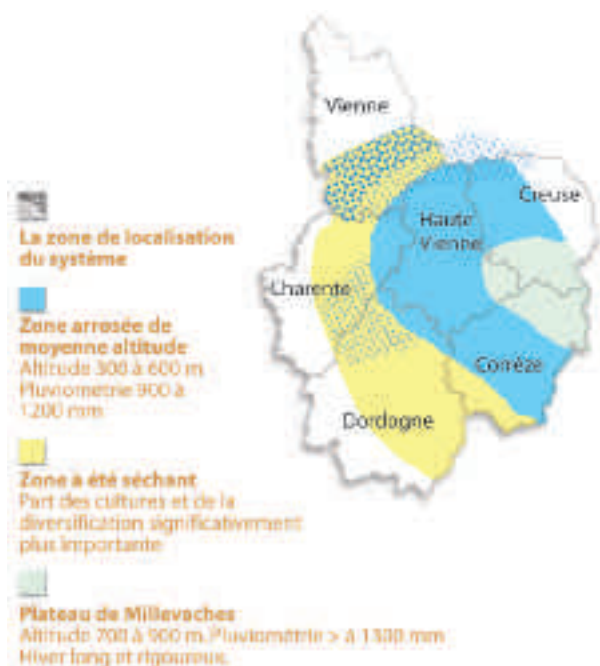 Vienne
Creuse
Haute
Vienne
Charente
Corrèze
Dordogne
La zone de localisation
du système
Zone arrosée de
moyenne altitude
Altitude 300 à 600 m
Pluviométrie 900 à
1200 mm
Zone à été séchant
Part des cultures et de la
diversification significativement
plus importante
Plateau de Millevaches
Altitude 700 à 900 m. Pluviométrie > à 1300 mm
Hiver long et rigoureux.